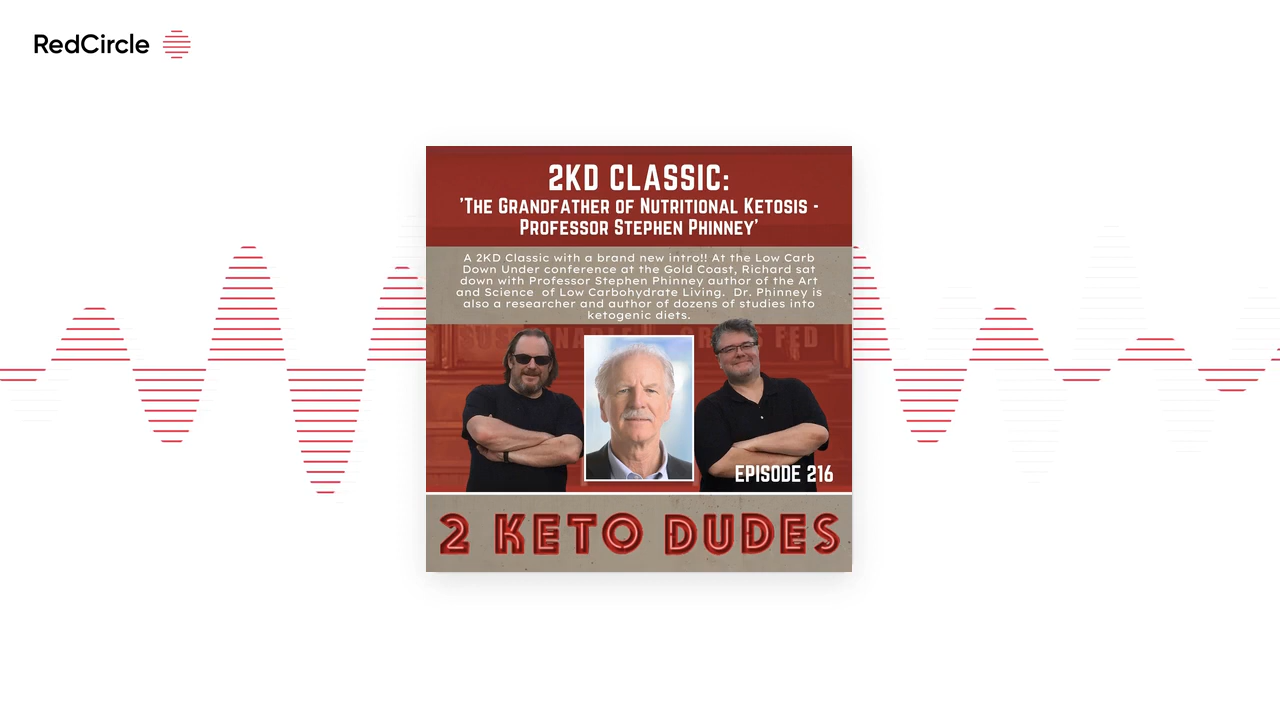 RedCircle
2KD CLASSIC:
'THE GRANDFATHER OF NUTRITIONAL KETOSIS -
PROFESSOR STEPHEN PHINNEY'
A 2KD Classic with a brand new intro!! At the Low Carb
Down Under conference at the Gold Coast, Richard sat
down with Professor Stephen Phinney author of the Art
and Science of Low Carbohydrate Living. Dr. Phinney is
also a researcher and author of dozens of studies into
ketogenic diets.
FED
EPISODE 216
2 KETO DUDES